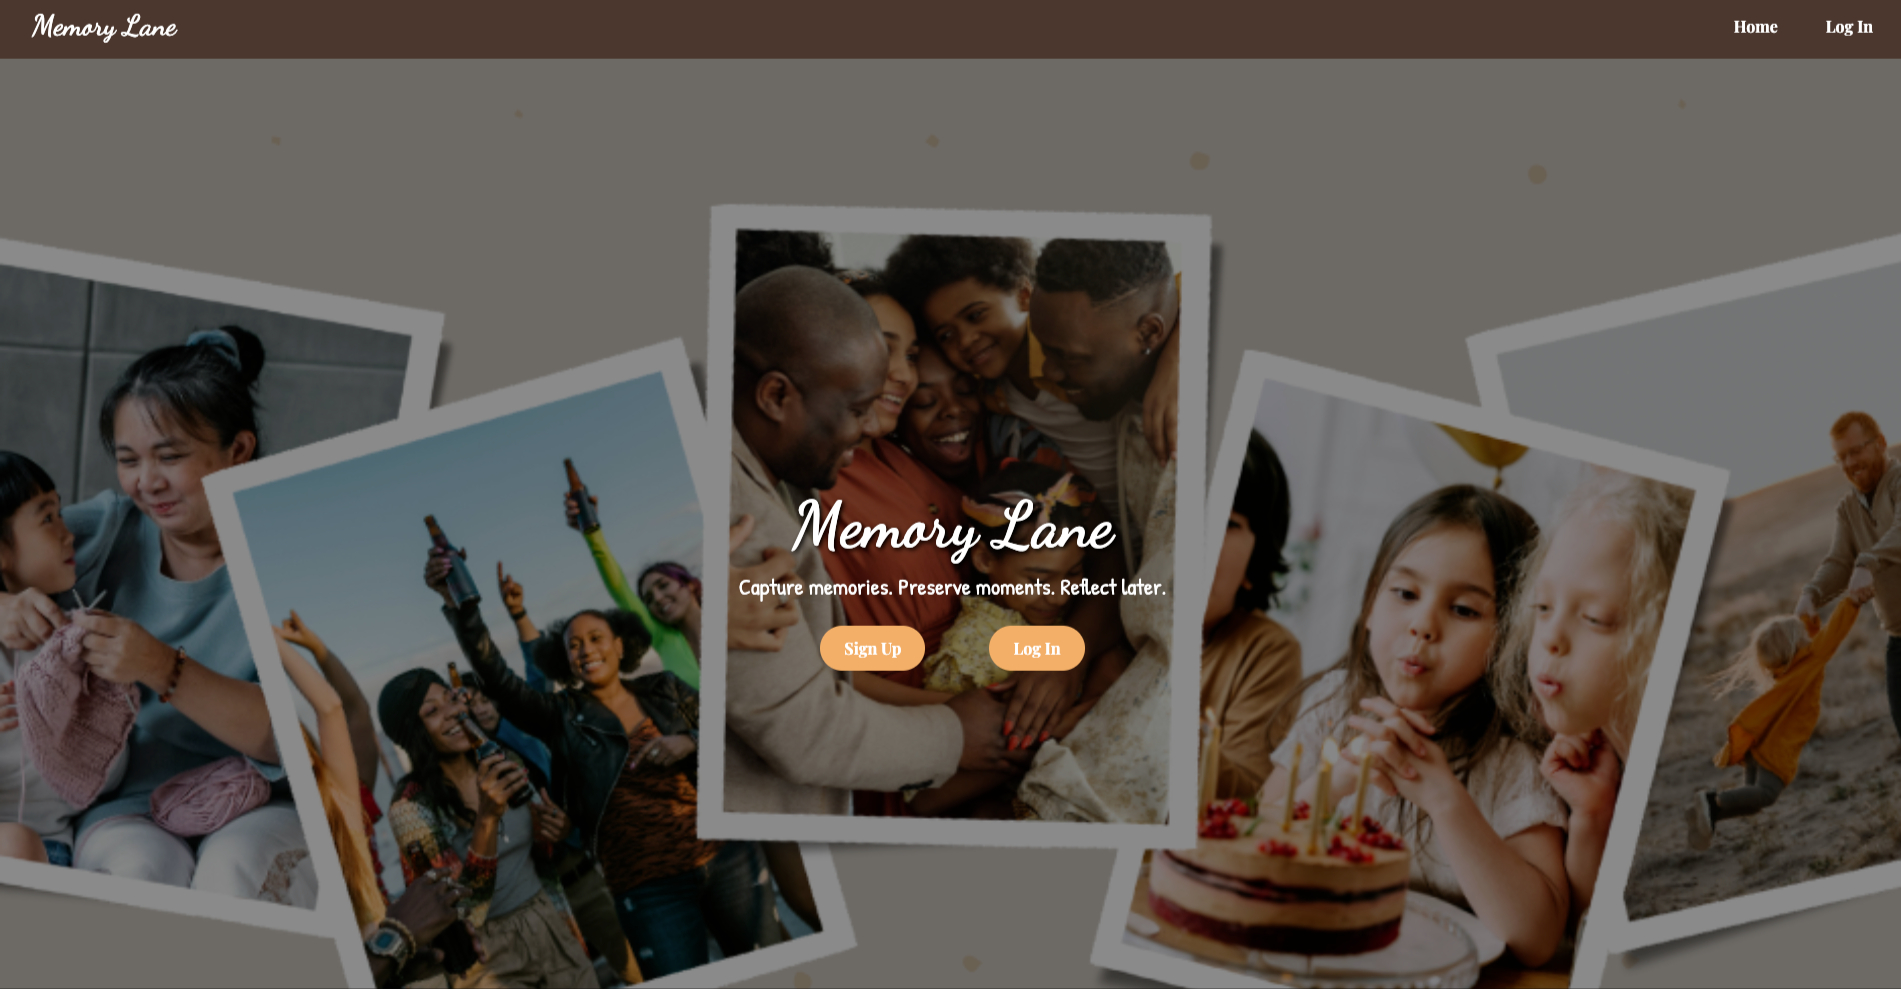 Memory Lane
Home
Log In
Memory Lane
Capture memories. Preserve moments. Reflect later.
Sign Up
Log In